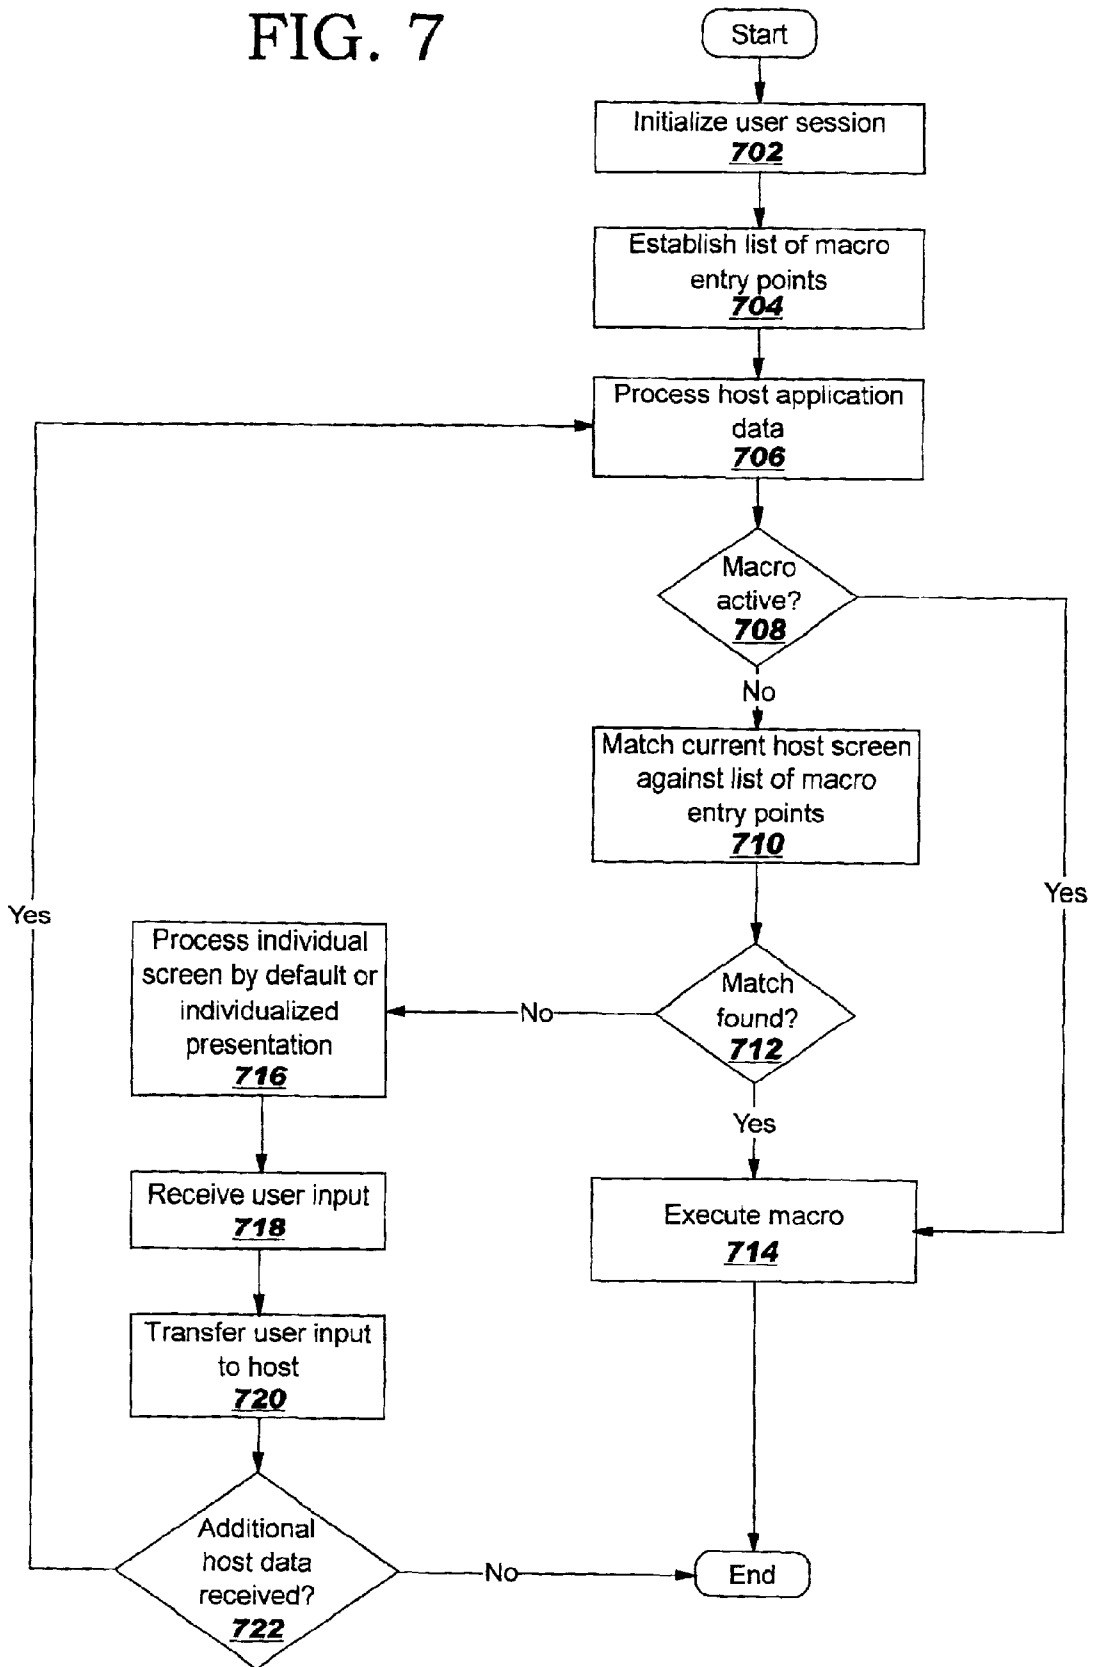 FIG. 7
Start
Initialize user session
702
Establish list of macro
entry points
704
Process host application
data
706
Macro
active?
708
No
Yes
Match current host screen
against list of macro
entry points
710
Match
found?
712
No
Yes
Process individual
screen by default or
individualized
presentation
716
Execute macro
714
Receive user input
718
Transfer user input
to host
720
Additional
host data
received?
722
Yes
No
End